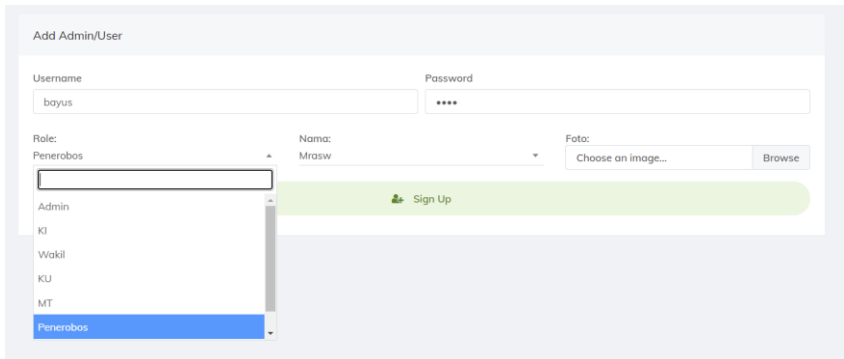 Add Admin/User
Username
Password
bayus
••••
Role:
Nama:
Foto:
Penerobos
Mrasw
Choose an image...
Browse
Sign Up
Admin
KI
Wakil
KU
MT
Penerobos